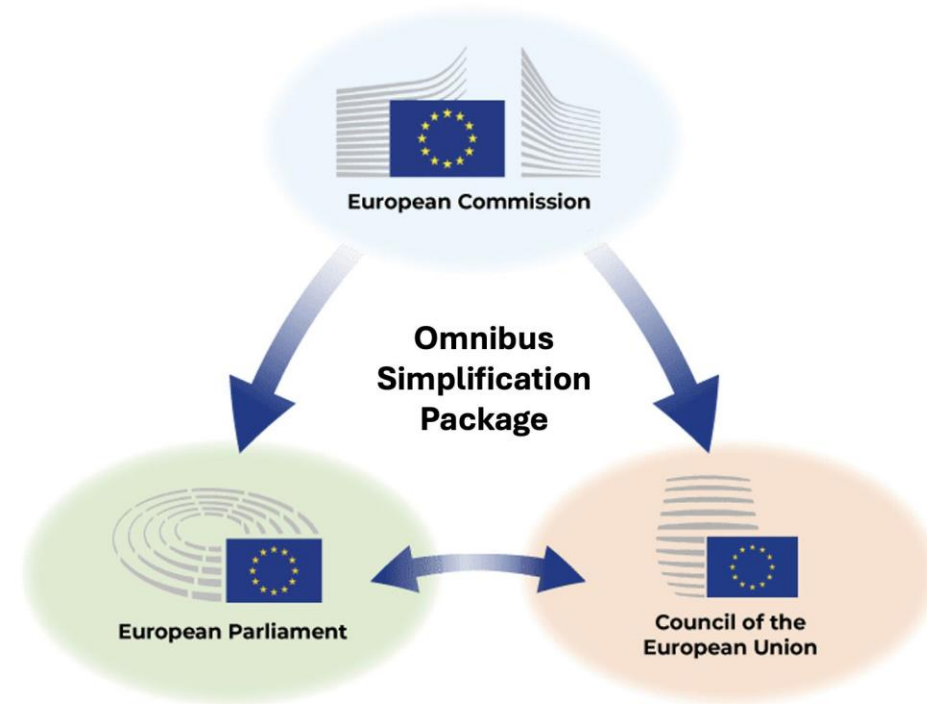 European Commission
Omnibus
Simplification
Package
European Parliament
Council of the
European Union